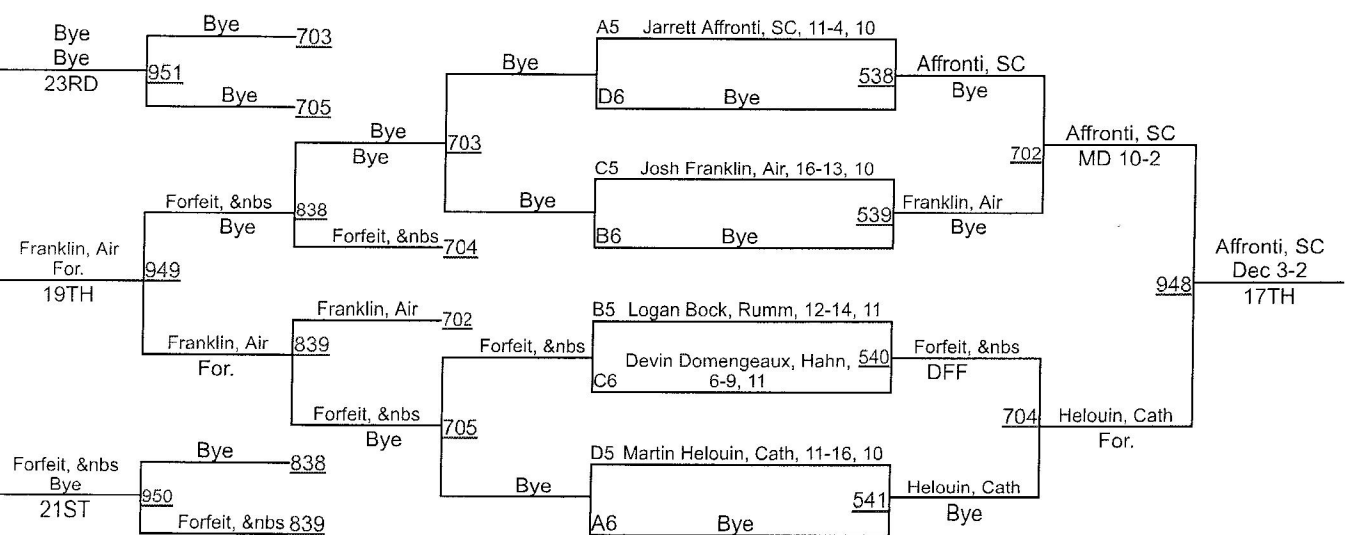 Bye
Bye
23RD
951
Bye
703
Bye
705
Bye
Bye
703
Forfeit, &nbs
Bye
838
Forfeit, &nbs
704
Franklin, Air
For.
19TH
949
Franklin, Air
For.
839
Franklin, Air
702
Forfeit, &nbs
Bye
705
Forfeit, &nbs
Bye
21ST
950
Bye
838
Forfeit, &nbs
839
Bye
A5 Jarrett Affronti, SC, 11-4, 10
538
D6 Bye
Affronti, SC
Bye
Bye
C5 Josh Franklin, Air, 16-13, 10
539
B6 Bye
Franklin, Air
Bye
702
Affronti, SC
MD 10-2
Forfeit, &nbs
B5 Logan Bock, Rumm, 12-14, 11
Devin Domengeaux, Hahn,
540
C6 6-9, 11
Forfeit, &nbs
DFF
Bye
D5 Martin Helouin, Cath, 11-16, 10
541
A6 Bye
Helouin, Cath
Bye
704
Helouin, Cath
For.
948
Affronti, SC
Dec 3-2
17TH